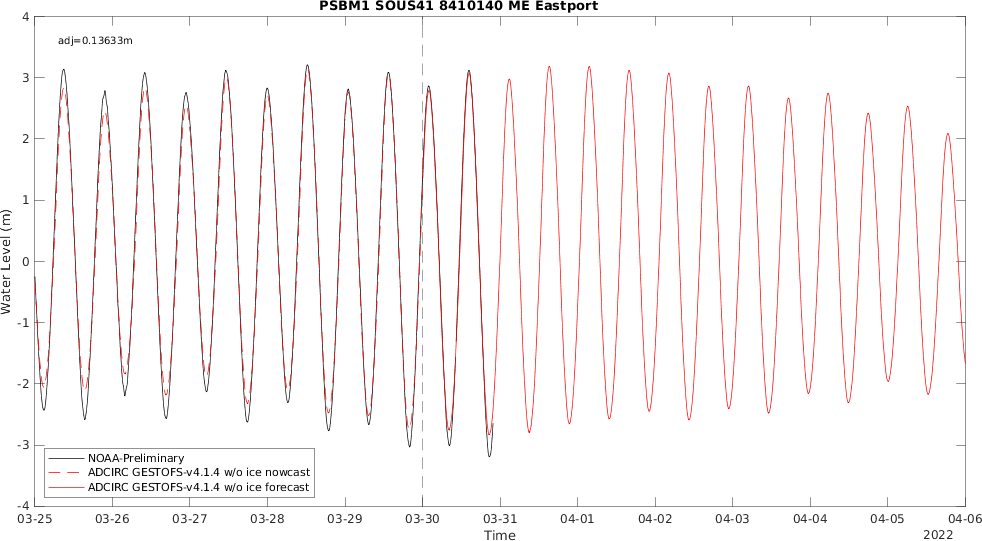 PSBM1 SOUS41 8410140 ME Eastport
adj=0.13633m
4
3
2
1
0
-1
-2
-3
-4
Water Level (m)
NOAA-Preliminary
ADCIRC GESTOFS-v4.1.4 w/o ice nowcast
ADCIRC GESTOFS-v4.1.4 w/o ice forecast
03-25 03-26 03-27 03-28 03-29 03-30 03-31 04-01 04-02 04-03 04-04 04-05 04-06
Time
2022